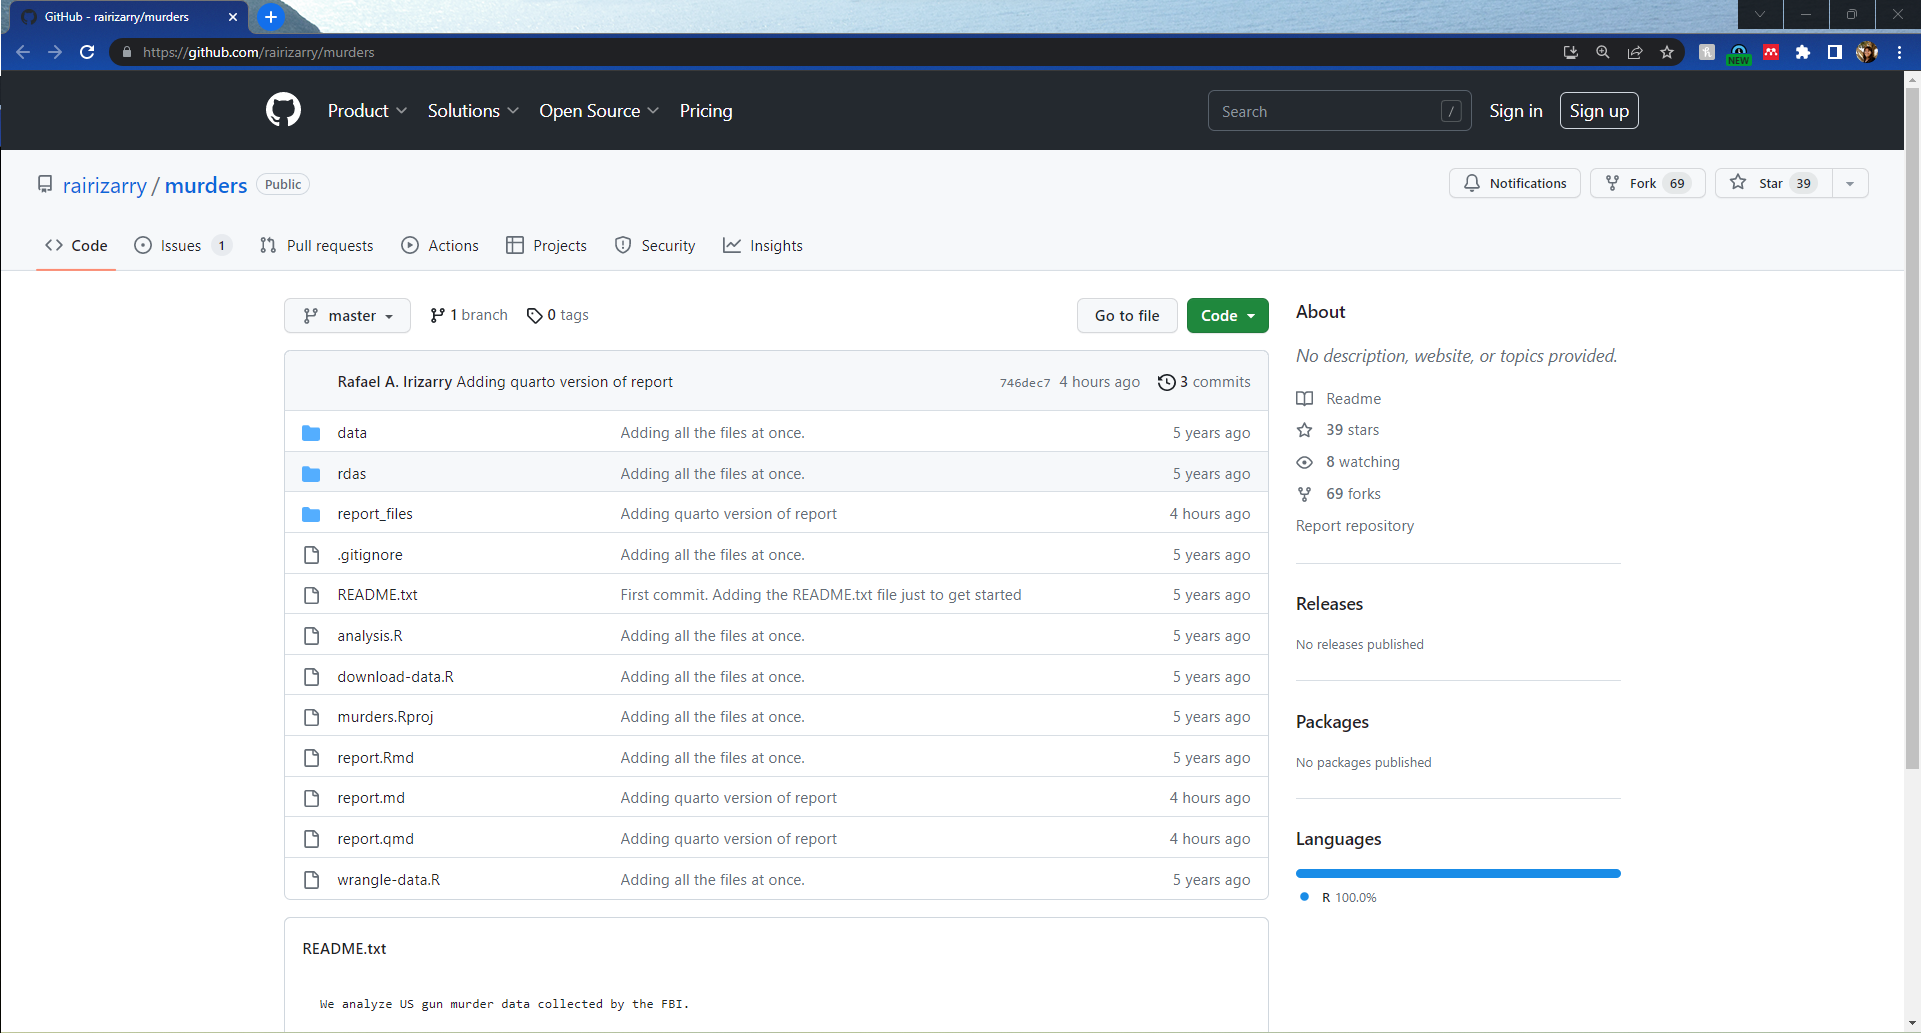 GitHub - rairizarry/murders
https://github.com/rairizarry/murders
NEW
Product Solutions Open Source Pricing Search / Sign in Sign up
rairizarry / murders Public Notifications Fork 69 Star 39
Code Issues 1 Pull requests Actions Projects Security Insights
master 1 branch 0 tags Go to file Code
Rafael A. Irizarry Adding quarto version of report 746dec7 4 hours ago 3 commits
data Adding all the files at once. 5 years ago
rdas Adding all the files at once. 5 years ago
report_files Adding quarto version of report 4 hours ago
.gitignore Adding all the files at once. 5 years ago
README.txt First commit. Adding the README.txt file just to get started 5 years ago
analysis.R Adding all the files at once. 5 years ago
download-data.R Adding all the files at once. 5 years ago
murders.Rproj Adding all the files at once. 5 years ago
report.Rmd Adding all the files at once. 5 years ago
report.md Adding quarto version of report 4 hours ago
report.qmd Adding quarto version of report 4 hours ago
wrangle-data.R Adding all the files at once. 5 years ago
README.txt
We analyze US gun murder data collected by the FBI.
About
No description, website, or topics provided.
Readme
39 stars
8 watching
69 forks
Report repository
Releases
No releases published
Packages
No packages published
Languages
R 100.0%